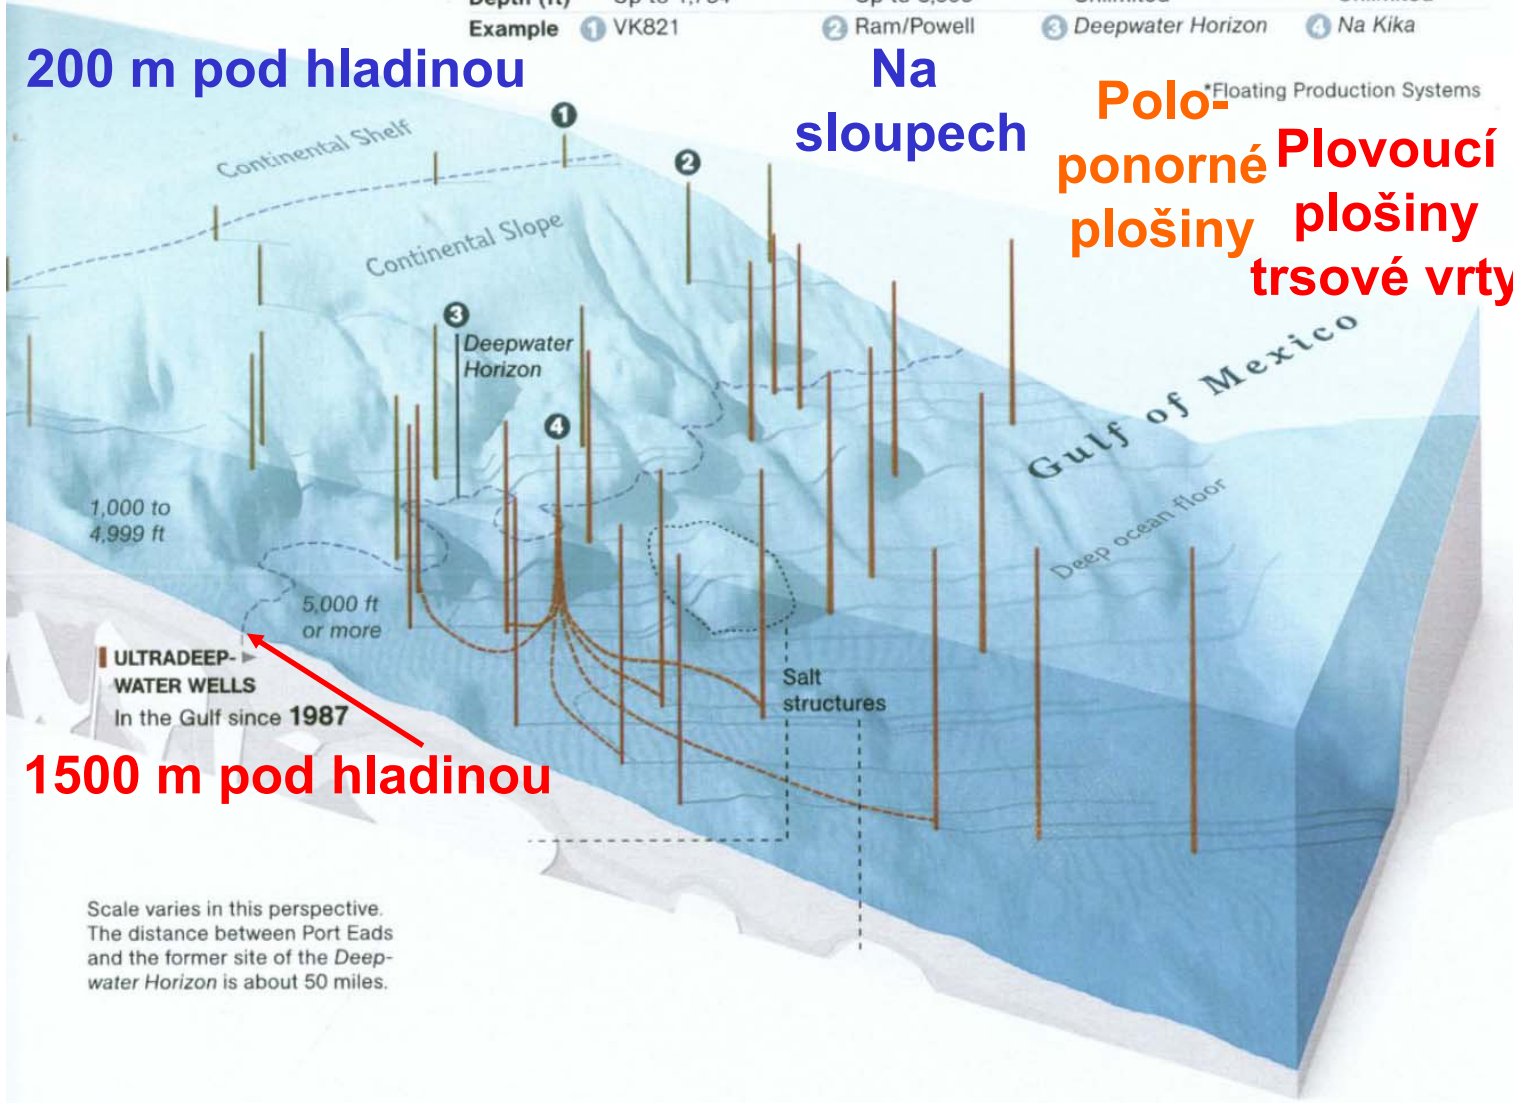 Example 1 VK821 2 Ram/Powell 3 Deepwater Horizon 4 Na Kika
200 m pod hladinou
Na
sloupech
*Floating Production Systems
Polo-
ponorné
plošiny
Plovoucí
plošiny
trsové vrty
1
2
Continental Shelf
Continental Slope
3
Deepwater
Horizon
4
Gulf of Mexico
Deep ocean floor
1,000 to
4,999 ft
5,000 ft
or more
ULTRADEEP-
WATER WELLS
In the Gulf since 1987
Salt
structures
1500 m pod hladinou
Scale varies in this perspective.
The distance between Port Eads
and the former site of the Deep-
water Horizon is about 50 miles.